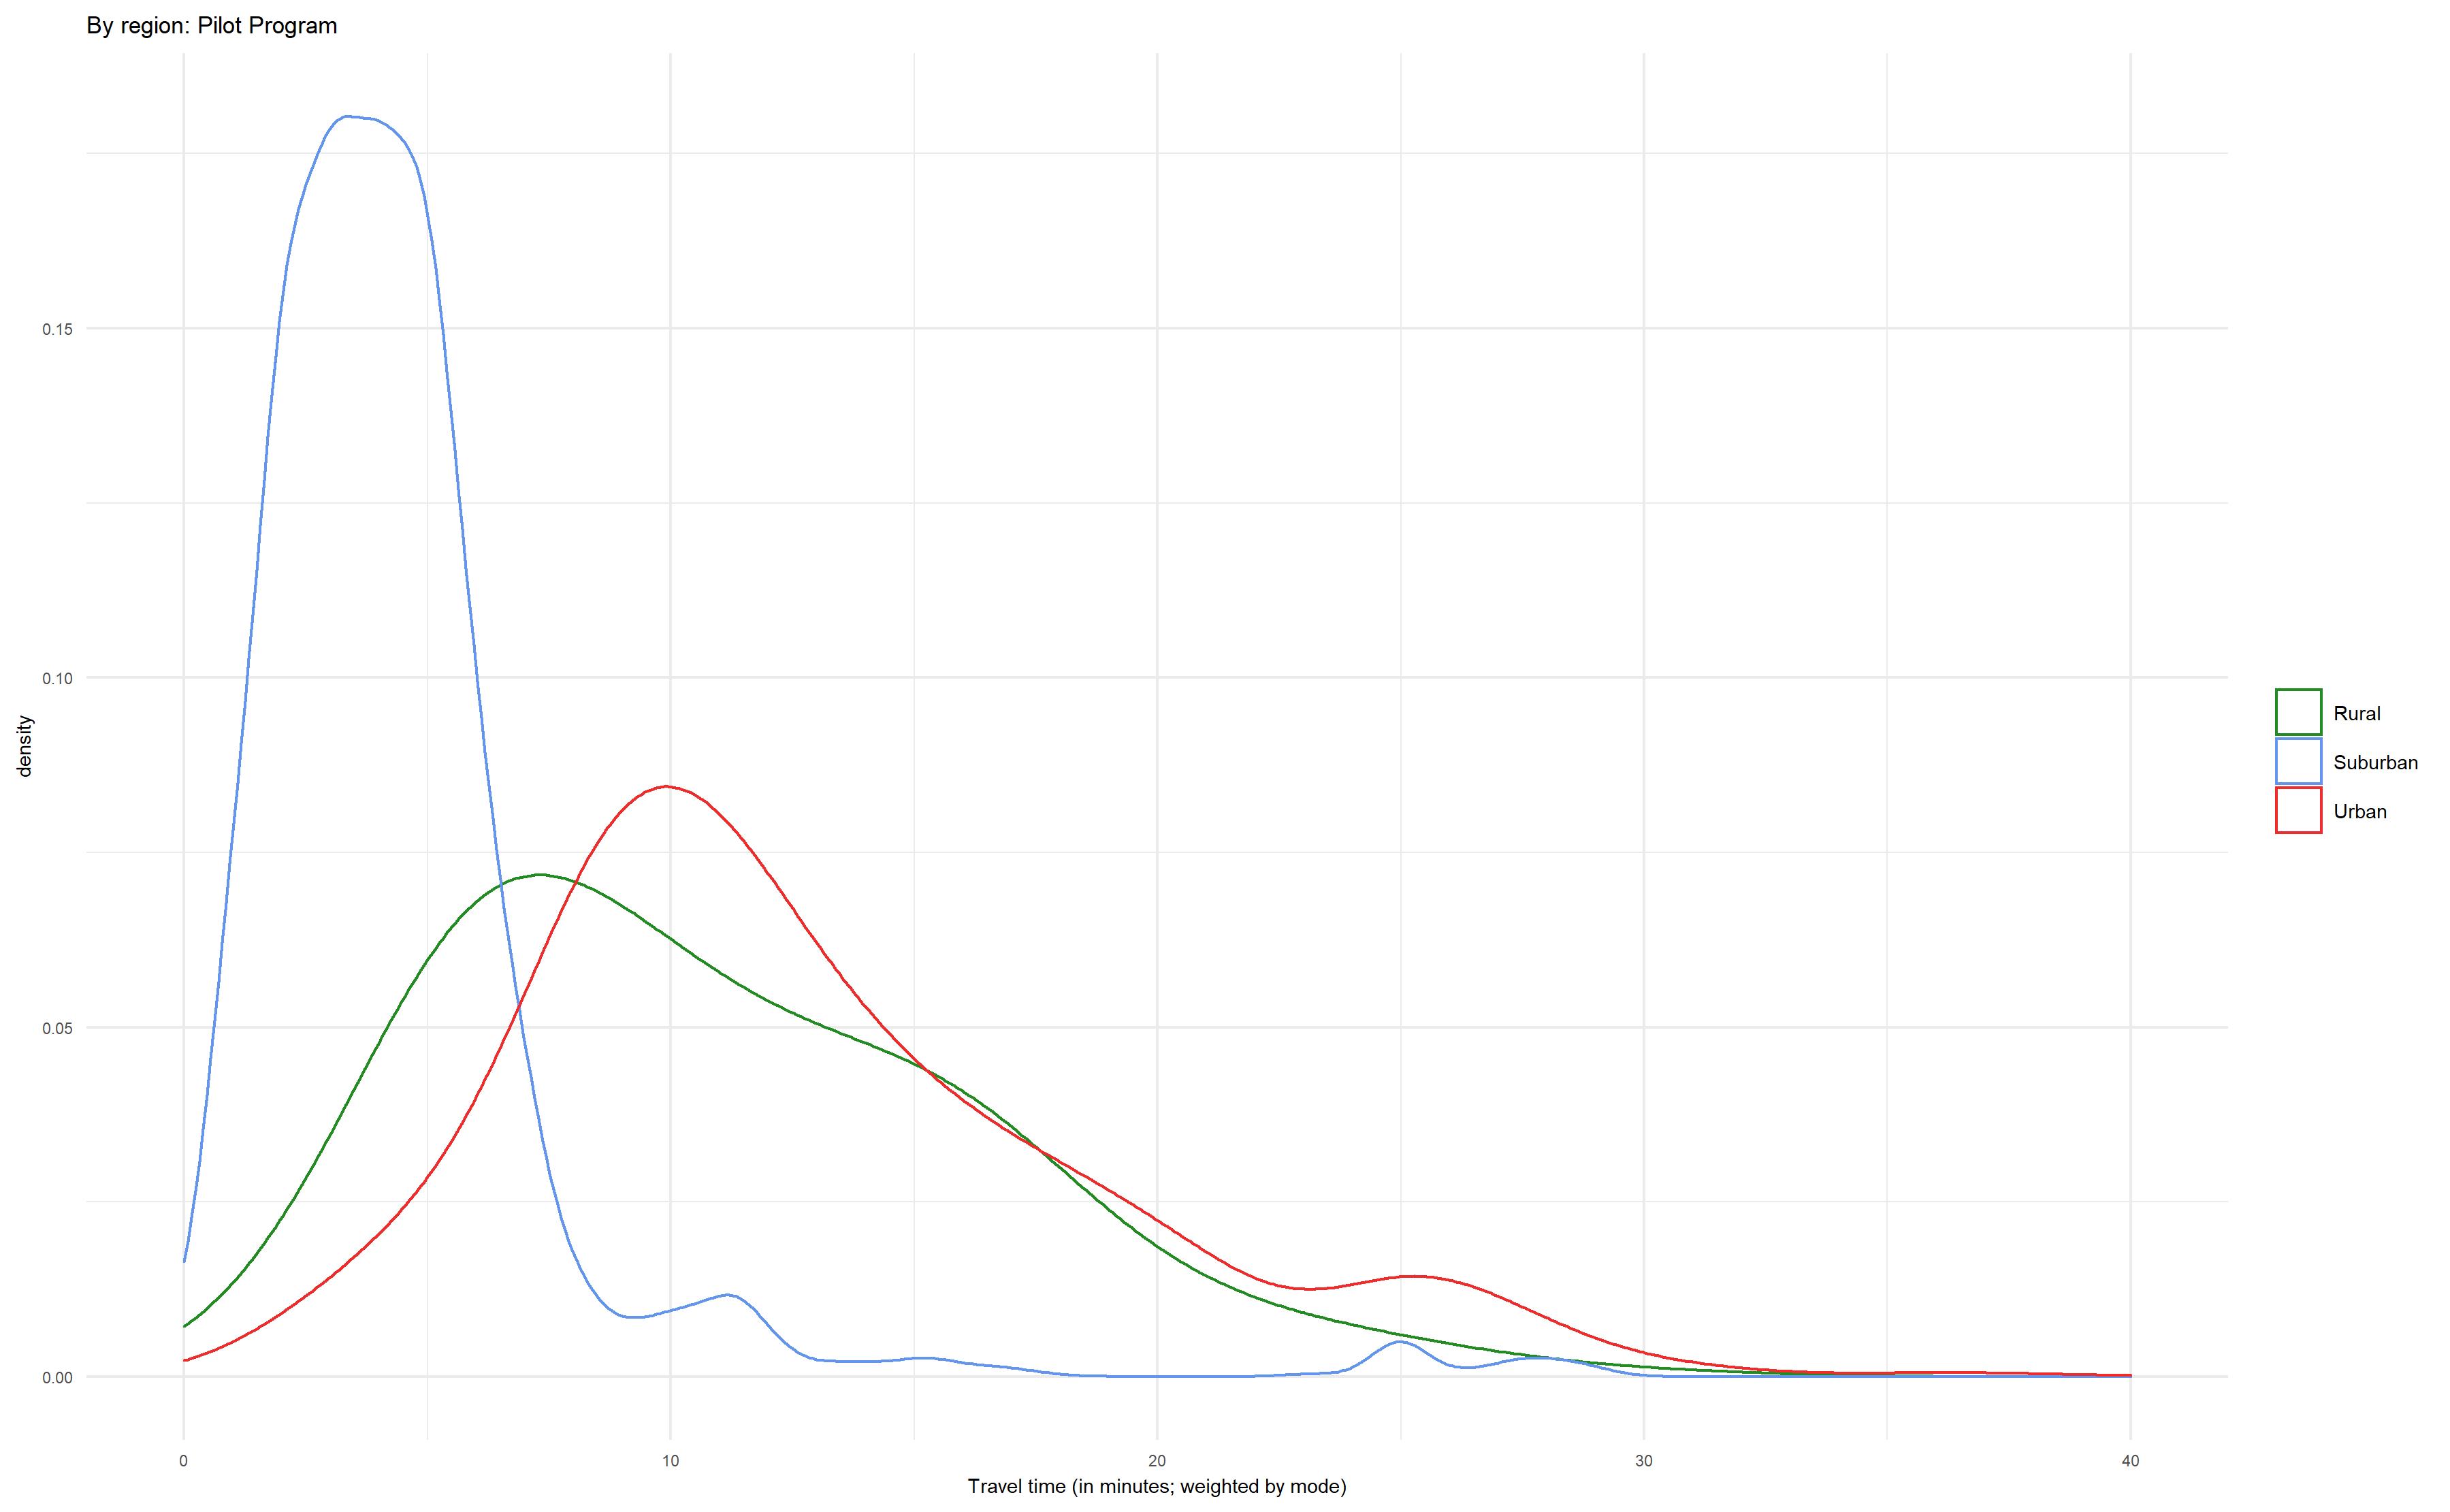 By region: Pilot Program
density
0.15
0.10
0.05
0.00
0
10
20
30
40
Travel time (in minutes; weighted by mode)
Rural
Suburban
Urban